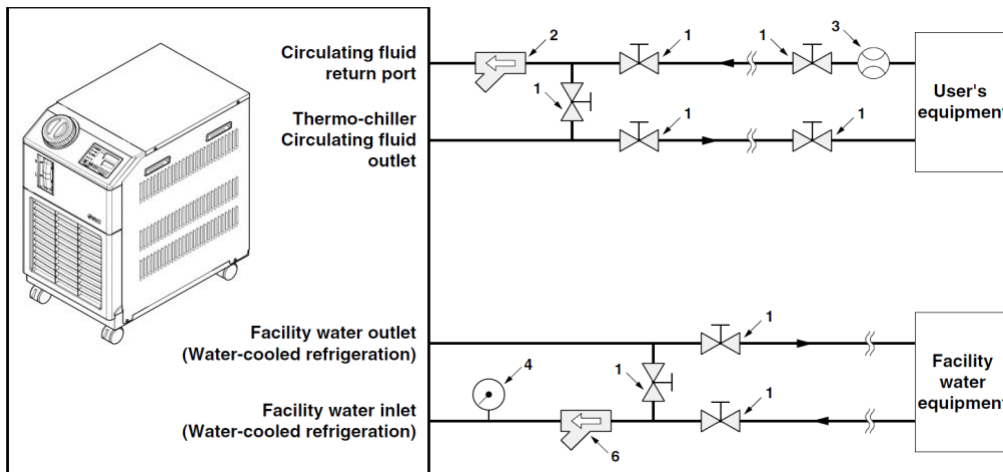 Circulating fluid
return port
2
1
1
3
1
Thermo-chiller
Circulating fluid
outlet
1
1
User's
equipment
Facility water outlet
(Water-cooled refrigeration)
1
4
1
Facility water inlet
(Water-cooled refrigeration)
6
1
Facility
water
equipment